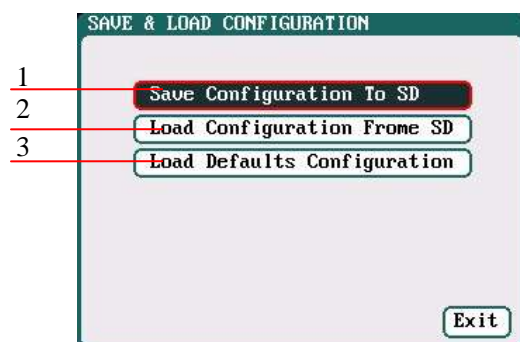 SAVE & LOAD CONFIGURATION
1
Save Configuration To SD
2
Load Configuration Frome SD
3
Load Defaults Configuration
Exit